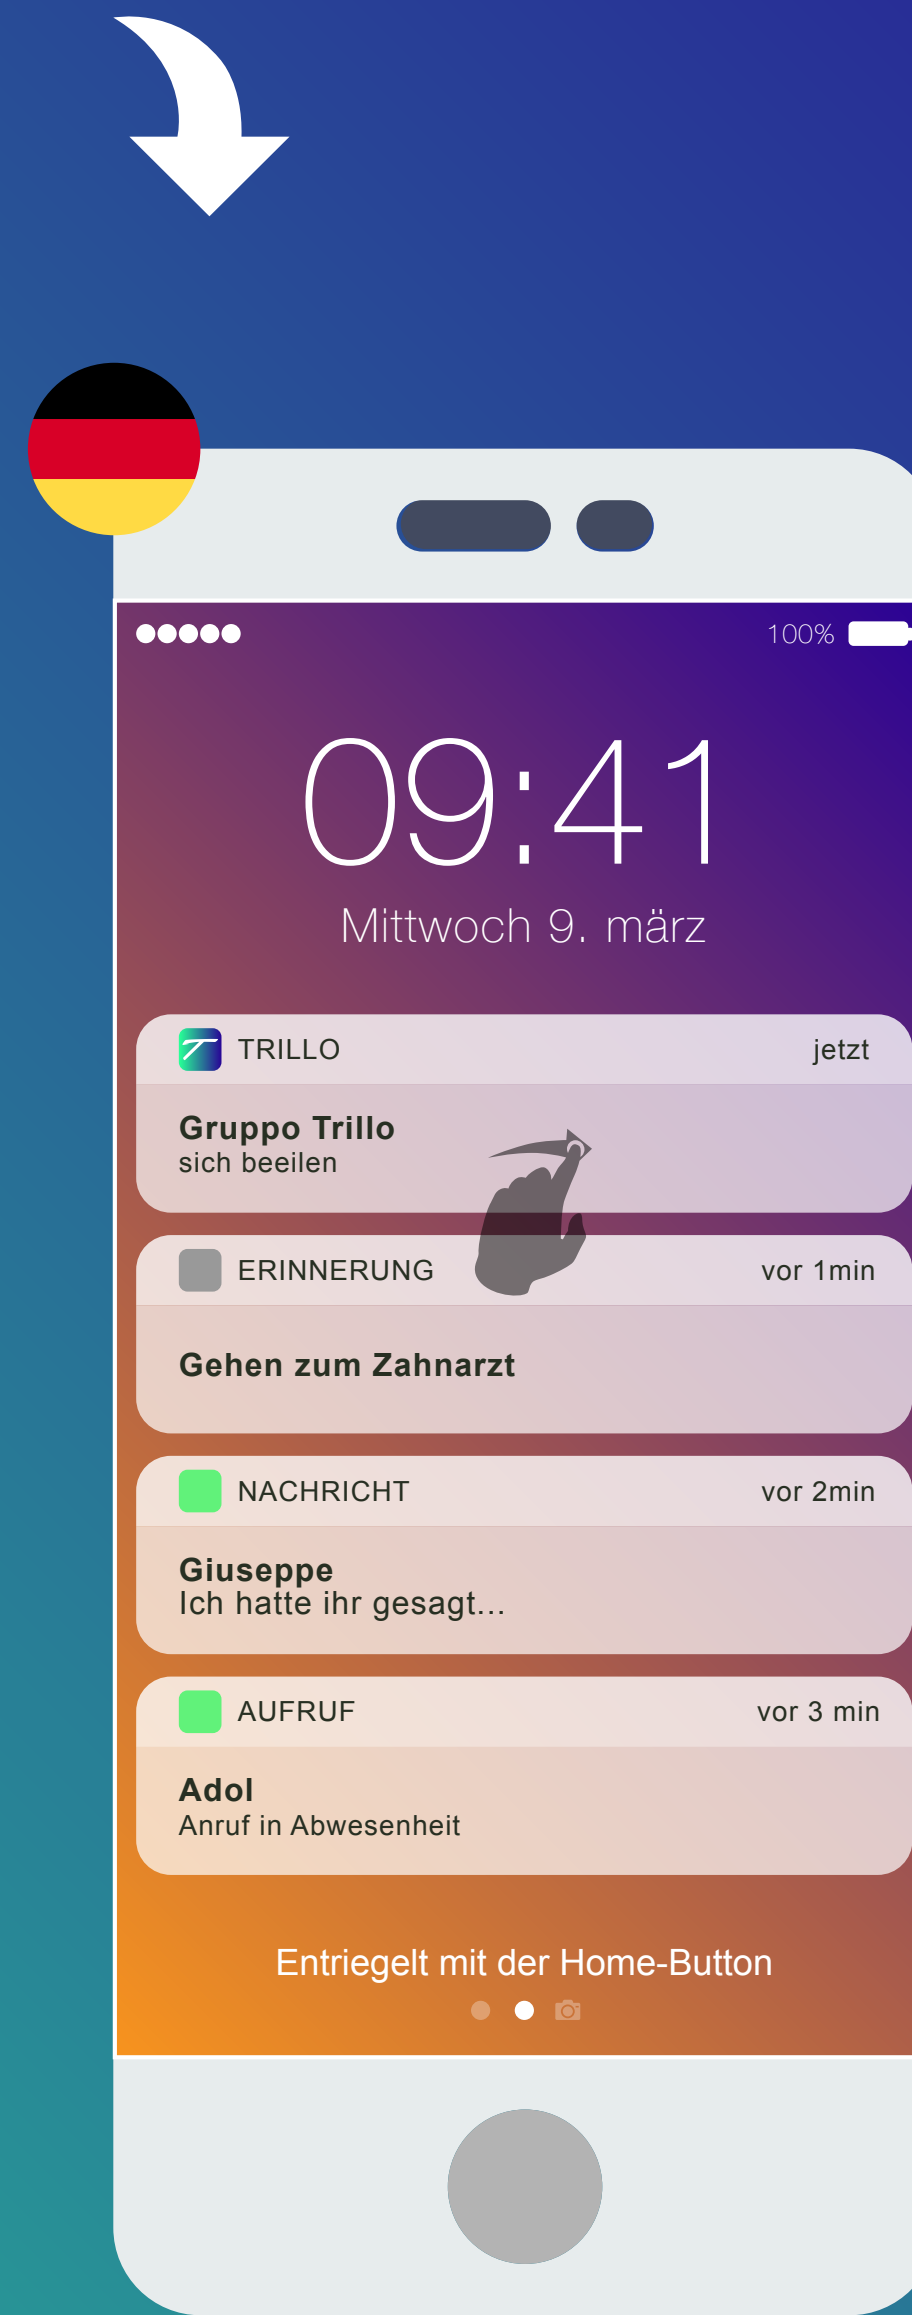 100%
09:41
Mittwoch 9. märz
TRILLO jetzt
Gruppo Trillo
sich beeilen
ERINNERUNG vor 1min
Gehen zum Zahnarzt
NACHRICHT vor 2min
Giuseppe
Ich hatte ihr gesagt...
AUFRUF vor 3 min
Adol
Anruf in Abwesenheit
Entriegelt mit der Home-Button